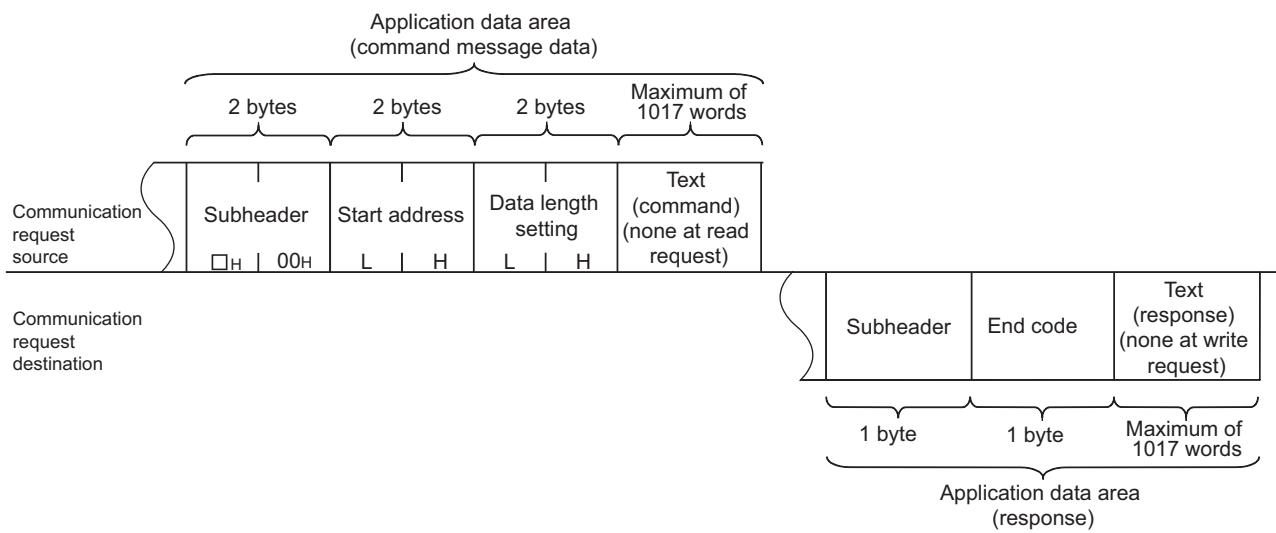 Application data area
(command message data)
2 bytes
2 bytes
2 bytes
Maximum of
1017 words
Communication
request
source
Subheader
□H
00H
Start address
L
H
Data length
setting
L
H
Text
(command)
(none at read
request)
Communication
request
destination
Subheader
End code
Text
(response)
(none at write
request)
1 byte
1 byte
Maximum of
1017 words
Application data area
(response)